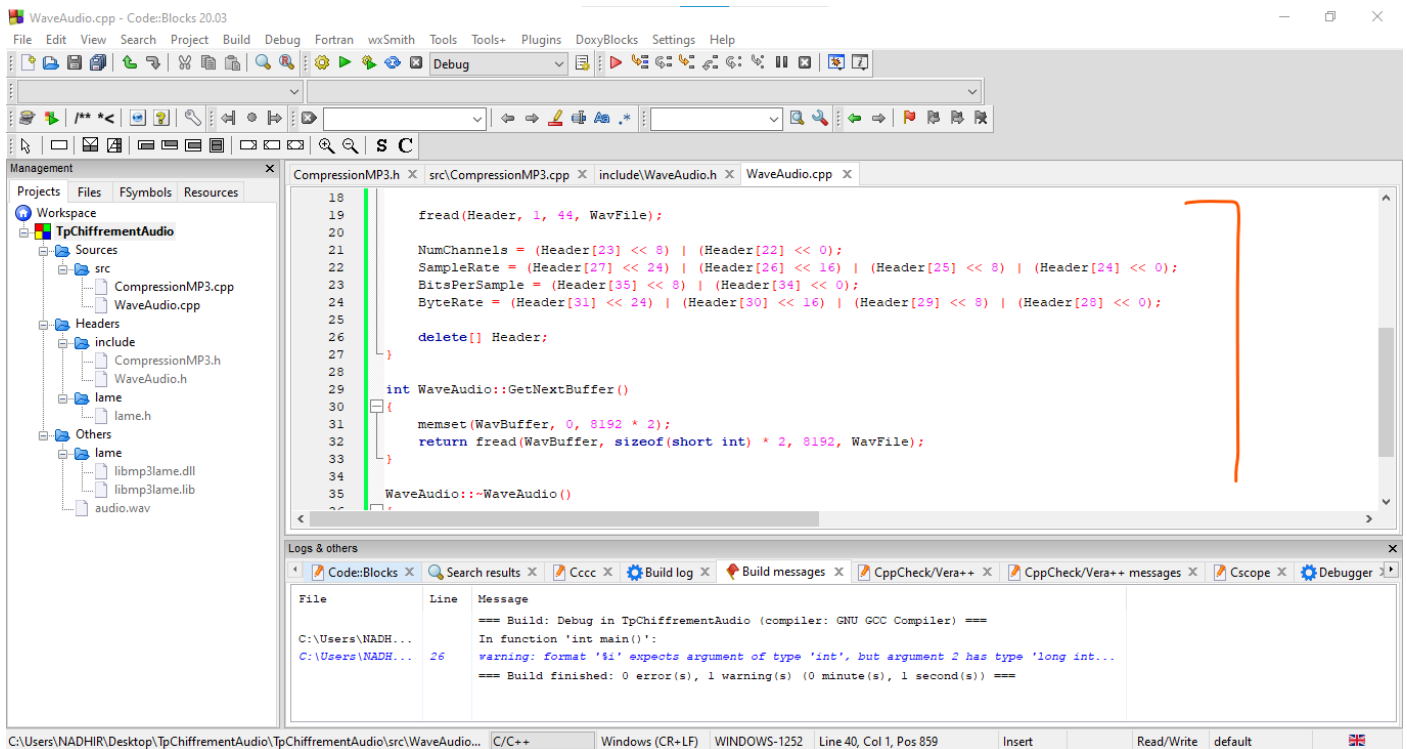 WaveAudio.cpp - Code::Blocks 20.03
File Edit View Search Project Build Debug Fortran wxSmith Tools Tools+ Plugins DoxyBlocks Settings Help
Debug
/** *<
Aa .*
S C
Management
Projects Files FSymbols Resources
Workspace
TpChiffrementAudio
Sources
src
CompressionMP3.cpp
WaveAudio.cpp
Headers
include
CompressionMP3.h
WaveAudio.h
lame
lame.h
Others
lame
libmp3lame.dll
libmp3lame.lib
audio.wav
CompressionMP3.h X src\CompressionMP3.cpp X include\WaveAudio.h X WaveAudio.cpp X
18
19 fread(Header, 1, 44, WavFile);
20
21 NumChannels = (Header[23] << 8) | (Header[22] << 0);
22 SampleRate = (Header[27] << 24) | (Header[26] << 16) | (Header[25] << 8) | (Header[24] << 0);
23 BitsPerSample = (Header[35] << 8) | (Header[34] << 0);
24 ByteRate = (Header[31] << 24) | (Header[30] << 16) | (Header[29] << 8) | (Header[28] << 0);
25
26 delete[] Header;
27 }
28
29 int WaveAudio::GetNextBuffer()
30 {
31 memset(WavBuffer, 0, 8192 * 2);
32 return fread(WavBuffer, sizeof(short int) * 2, 8192, WavFile);
33 }
34
35 WaveAudio::~WaveAudio()
Logs & others
Code::Blocks X Search results X Cccc X Build log X Build messages X CppCheck/Vera++ X CppCheck/Vera++ messages X Cscope X Debugger
File Line Message
=== Build: Debug in TpChiffrementAudio (compiler: GNU GCC Compiler) ===
C:\Users\NADH... In function 'int main()':
C:\Users\NADH... 26 warning: format '%i' expects argument of type 'int', but argument 2 has type 'long int...
=== Build finished: 0 error(s), 1 warning(s) (0 minute(s), 1 second(s)) ===
C:\Users\NADHIR\Desktop\TpChiffrementAudio\TpChiffrementAudio\src\WaveAudio... C/C++ Windows (CR+LF) WINDOWS-1252 Line 40, Col 1, Pos 859 Insert Read/Write default